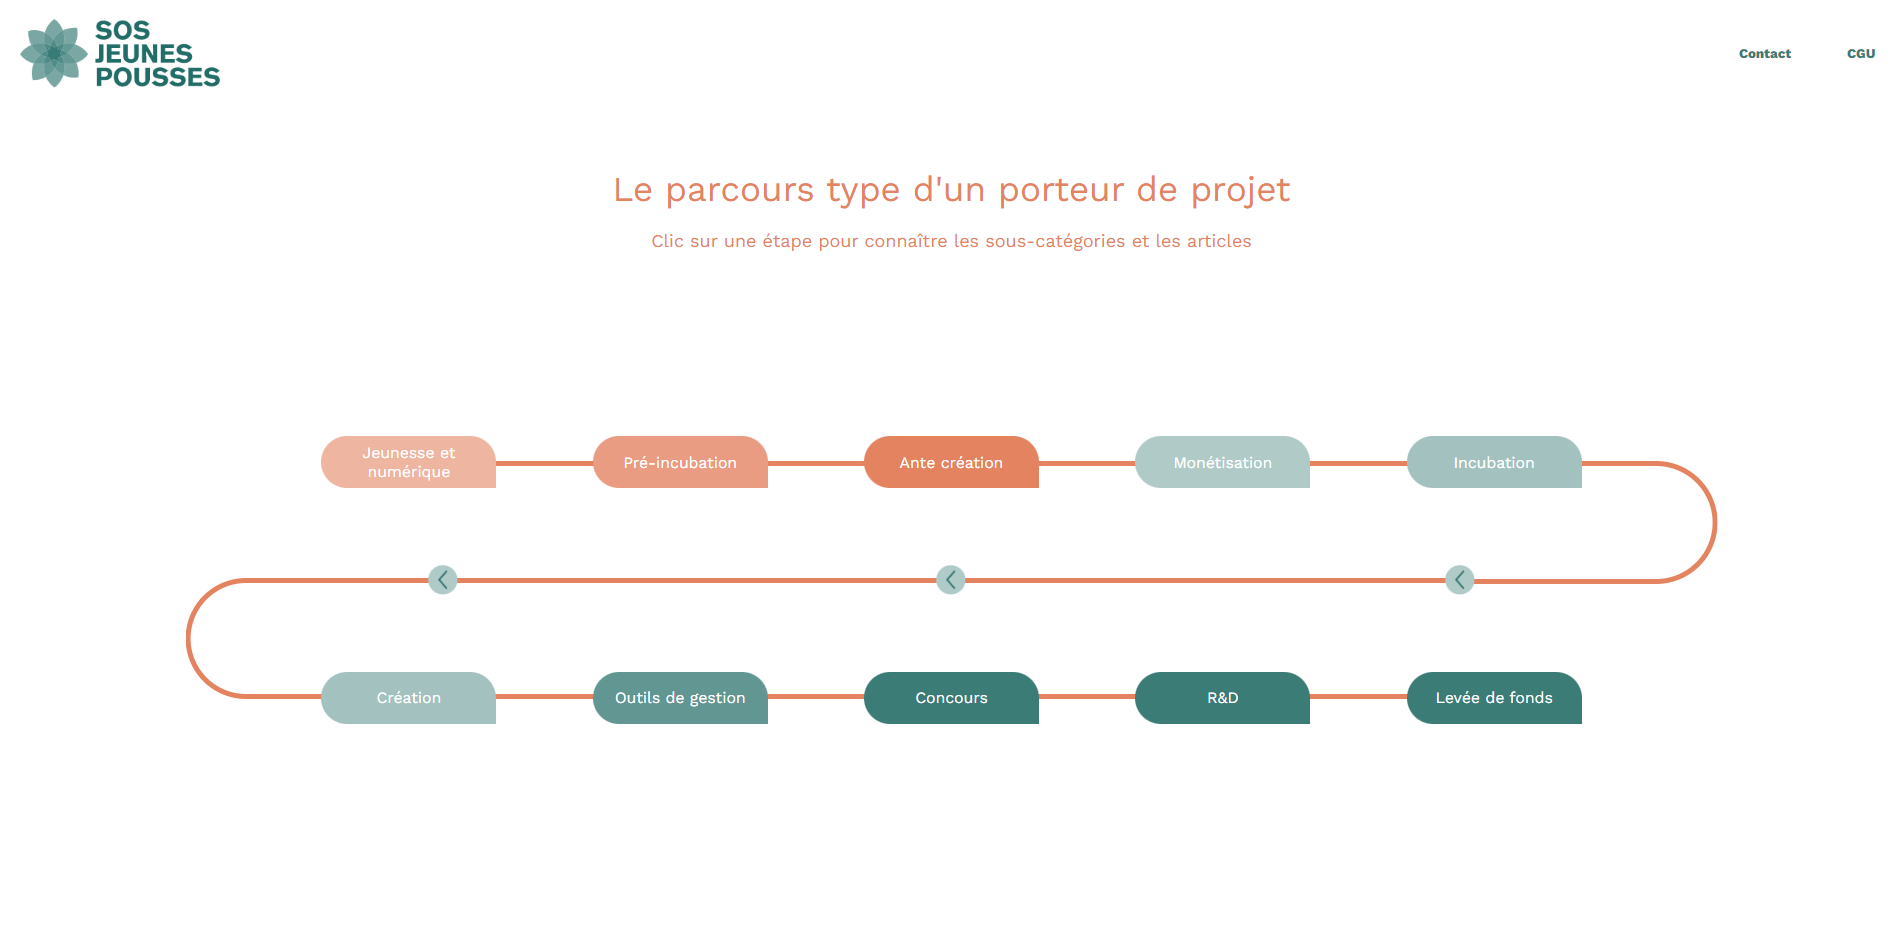 SOS
JEUNES
POUSSES
Contact
CGU
Le parcours type d'un porteur de projet
Clic sur une étape pour connaître les sous-catégories et les articles
Jeunesse et
numérique
Pré-incubation
Ante création
Monétisation
Incubation
Création
Outils de gestion
Concours
R&D
Levée de fonds